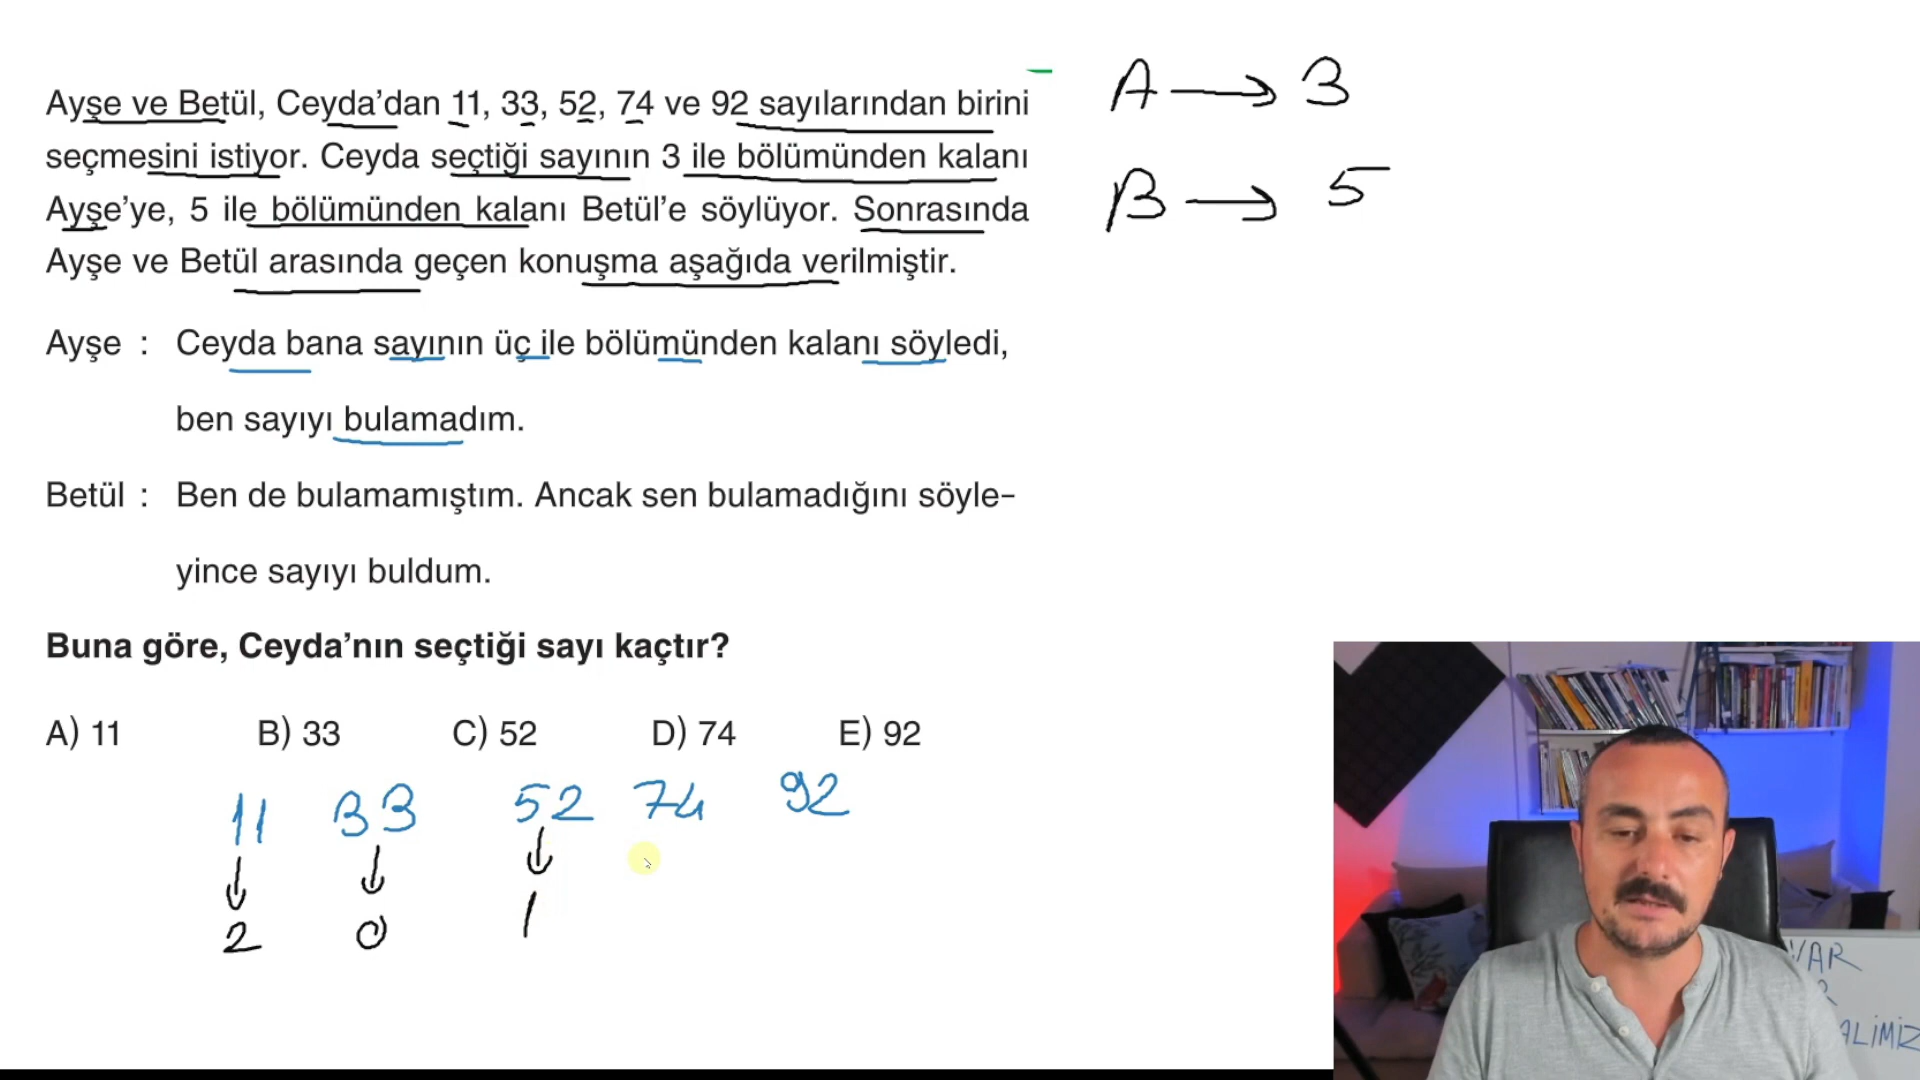 Ayşe ve Betül, Ceyda'dan 11, 33, 52, 74 ve 92 sayılarından birini
seçmesini istiyor. Ceyda seçtiği sayının 3 ile bölümünden kalanı
Ayşe'ye, 5 ile bölümünden kalanı Betül'e söylüyor. Sonrasında
Ayşe ve Betül arasında geçen konuşma aşağıda verilmiştir.
Ayşe : Ceyda bana sayının üç ile bölümünden kalanı söyledi,
ben sayıyı bulamadım.
Betül : Ben de bulamamıştım. Ancak sen bulamadığını söyle-
yince sayıyı buldum.
Buna göre, Ceyda'nın seçtiği sayı kaçtır?
A) 11 B) 33 C) 52 D) 74 E) 92
11 33 52 74 92
2 0 1
A → 3
B → 5
VAR
ALİMİZ